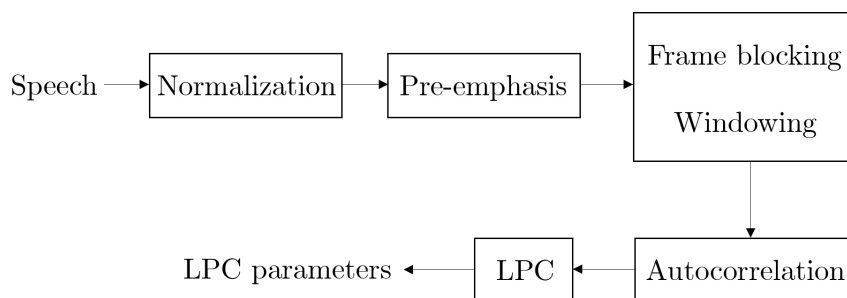 Speech
Normalization
Pre-emphasis
Frame blocking
Windowing
Autocorrelation
LPC
LPC parameters